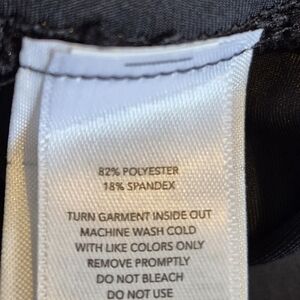 82% POLYESTER
18% SPANDEX
TURN GARMENT INSIDE OUT
MACHINE WASH COLD
WITH LIKE COLORS ONLY
REMOVE PROMPTLY
DO NOT BLEACH
DO NOT USE